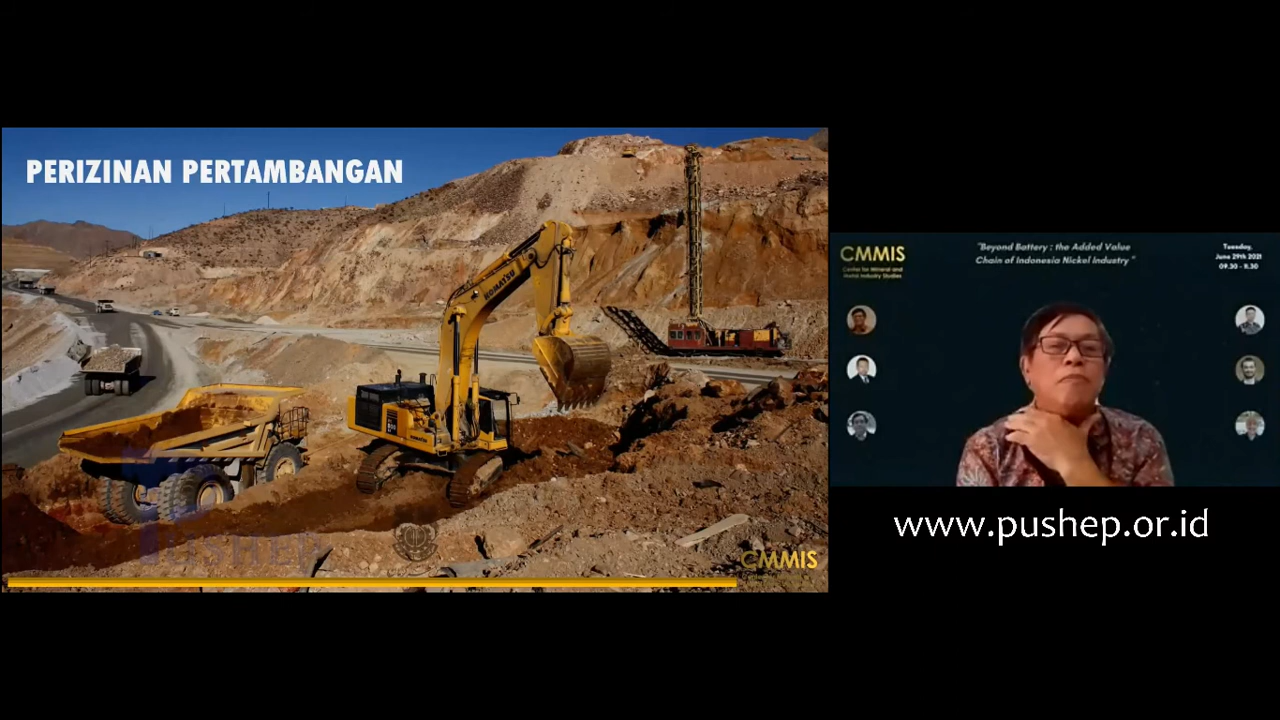 PERIZINAN PERTAMBANGAN
KOMATSU
PUSHEP
CMMIS
CMMIS
Center for Mineral and
Metal Industry Studies
"Beyond Battery ; the Added Value
Chain of Indonesia Nickel Industry"
Tuesday,
June 29th 2021
09.30 - 11.30
www.pushep.or.id